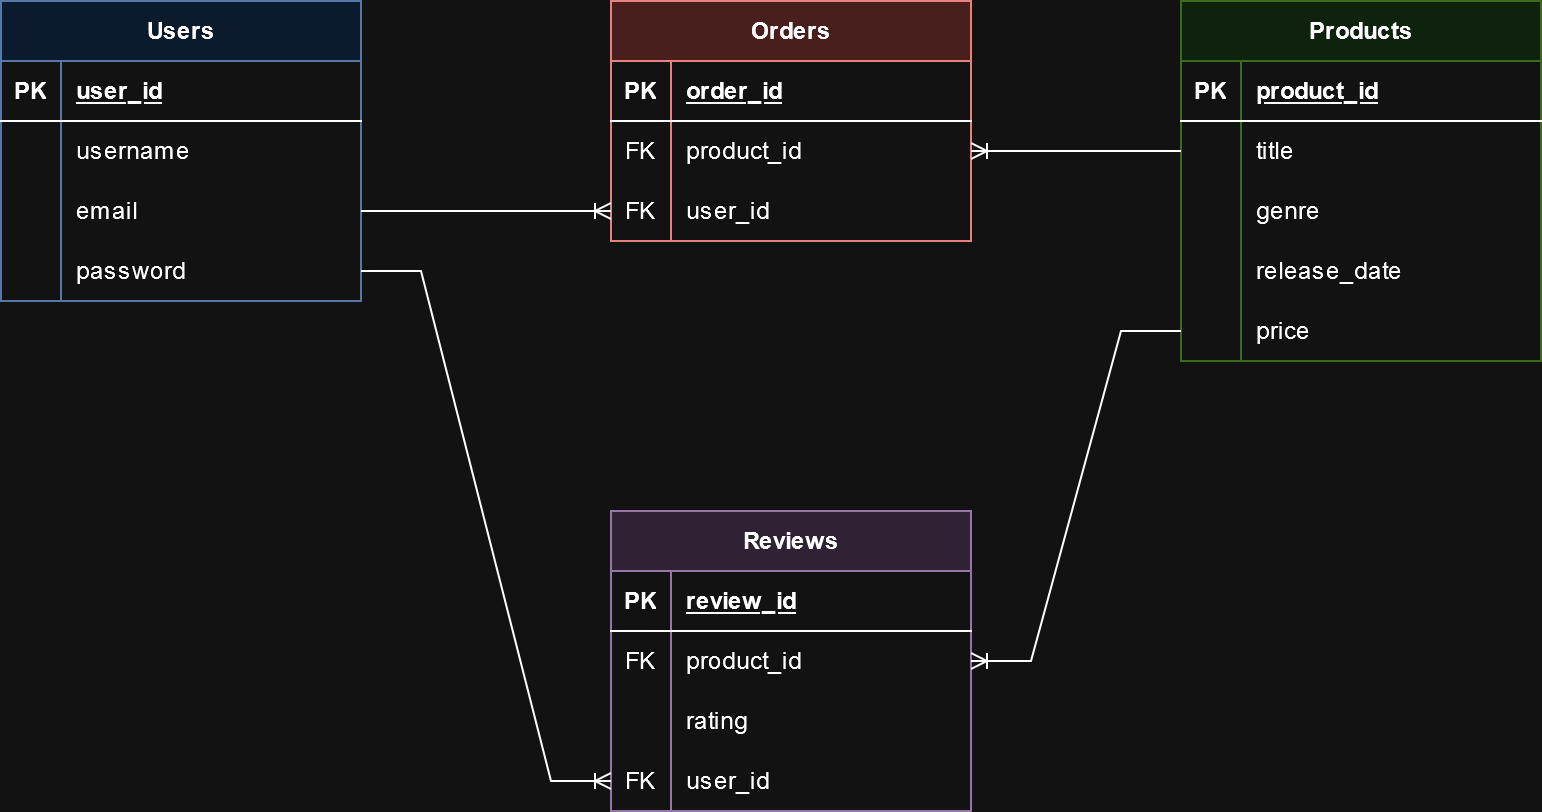 Users
PK user_id
username
email
password
Orders
PK order_id
FK product_id
FK user_id
Products
PK product_id
title
genre
release_date
price
Reviews
PK review_id
FK product_id
rating
FK user_id